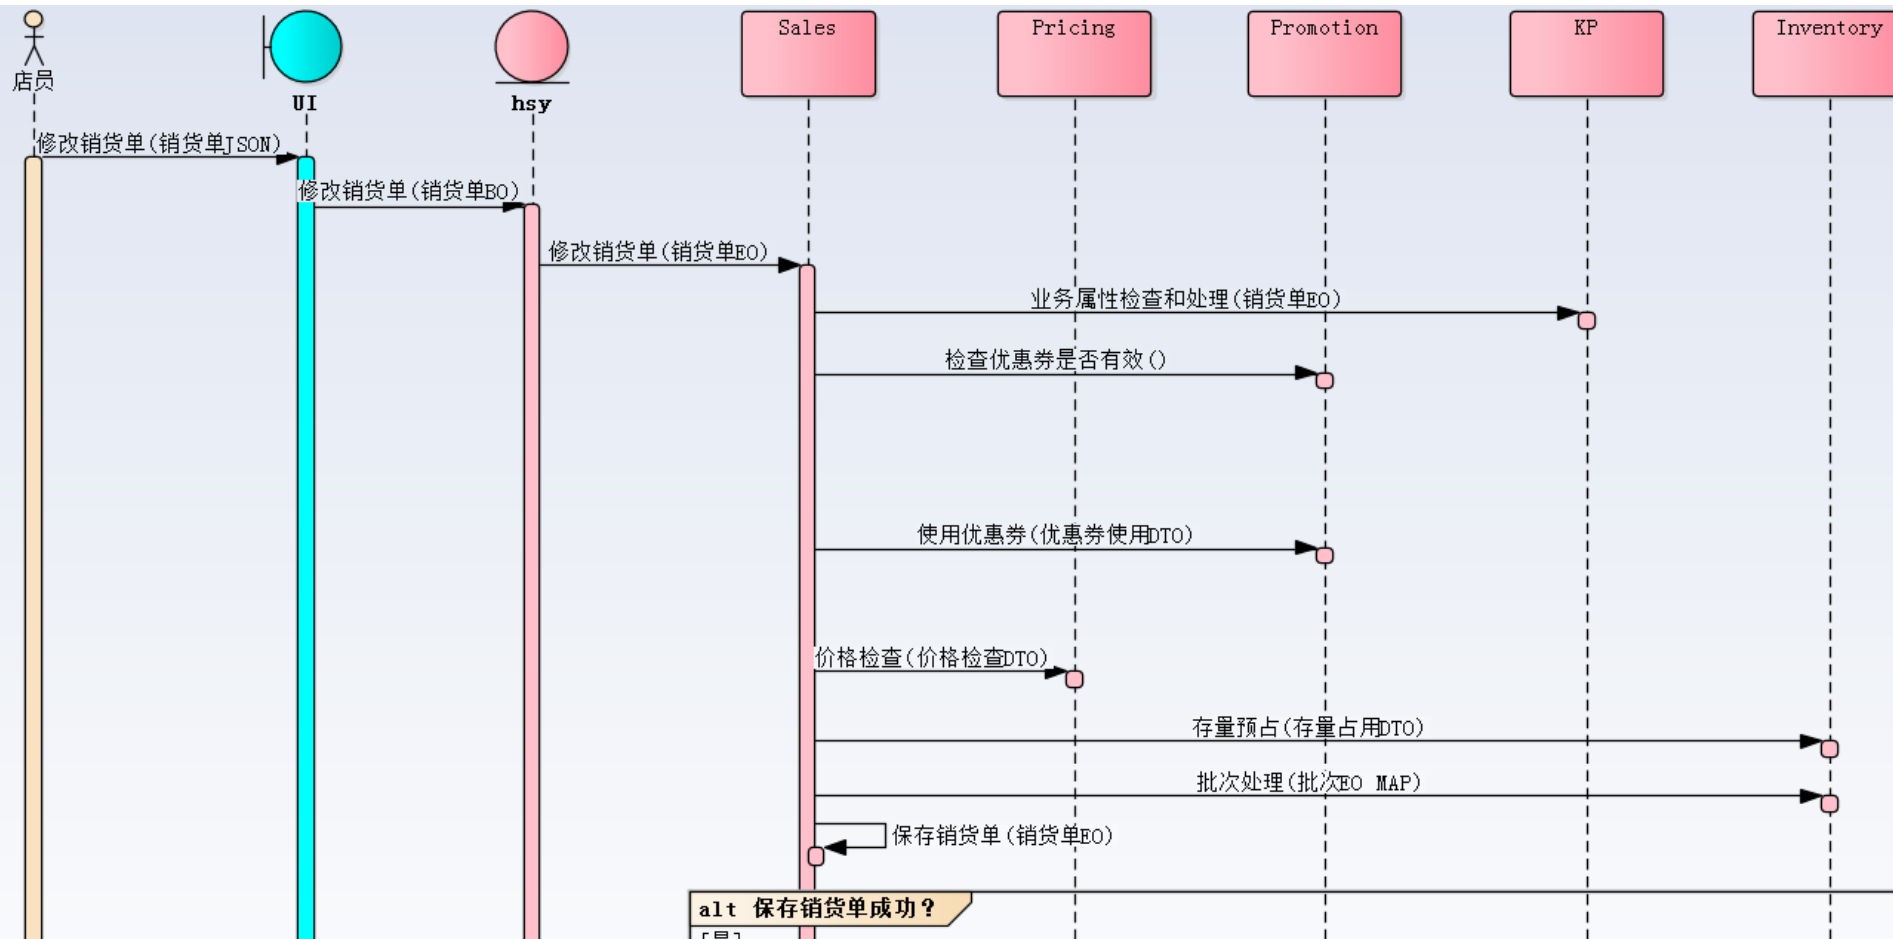 店员
UI
hsy
Sales
Pricing
Promotion
KP
Inventory
修改销货单(销货单JSON)
修改销货单(销货单BO)
修改销货单(销货单EO)
业务属性检查和处理(销货单EO)
检查优惠券是否有效()
使用优惠券(优惠券使用DTO)
价格检查(价格检查DTO)
存量预占(存量占用DTO)
批次处理(批次EO MAP)
保存销货单(销货单EO)
alt 保存销货单成功？
[是]